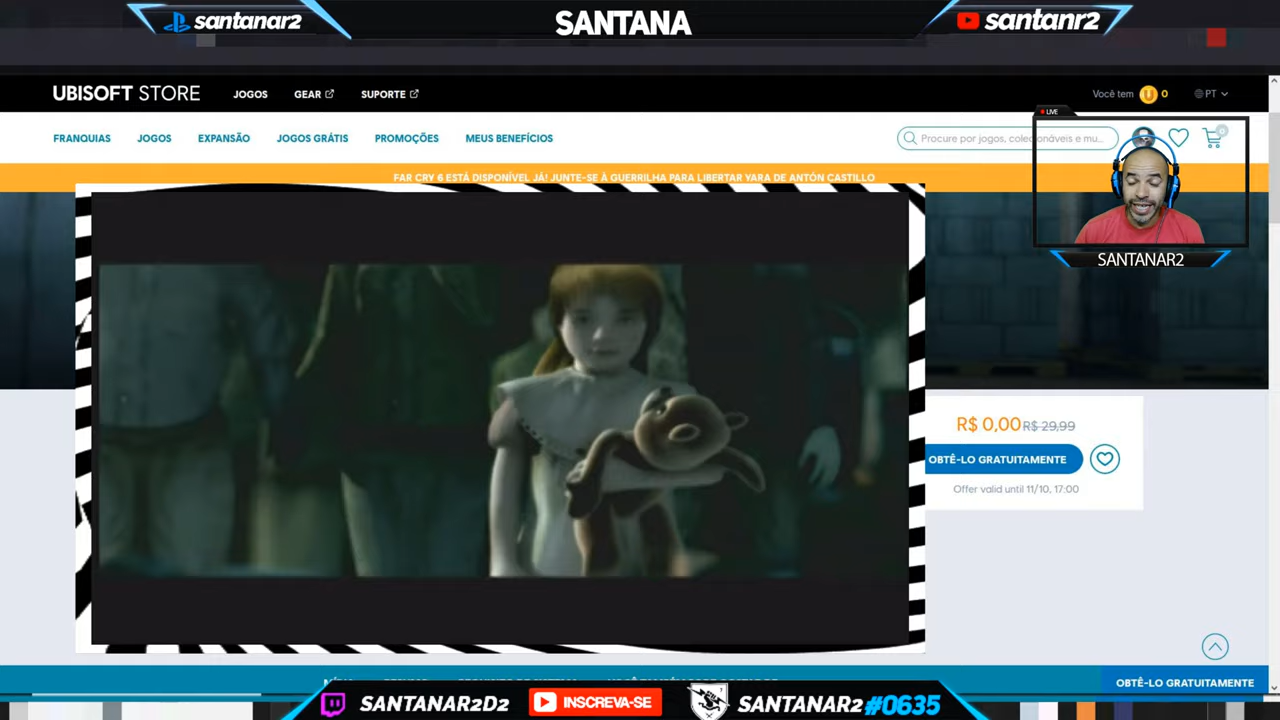 santanar2
SANTANA
santanr2
UBISOFT STORE
JOGOS
GEAR
SUPORTE
Você tem
0
PT
LIVE
FRANQUIAS
JOGOS
EXPANSÃO
JOGOS GRÁTIS
PROMOÇÕES
MEUS BENEFÍCIOS
Procure por jogos, colecionáveis e mu...
0
FAR CRY 6 ESTÁ DISPONÍVEL JÁ! JUNTE-SE À GUERRILHA PARA LIBERTAR YARA DE ANTÓN CASTILLO
SANTANAR2
R$ 0,00 R$ 29,99
OBTÊ-LO GRATUITAMENTE
Offer valid until 11/10, 17:00
OBTÊ-LO GRATUITAMENTE
SANTANAR2D2
INSCREVA-SE
SANTANAR2 #0635